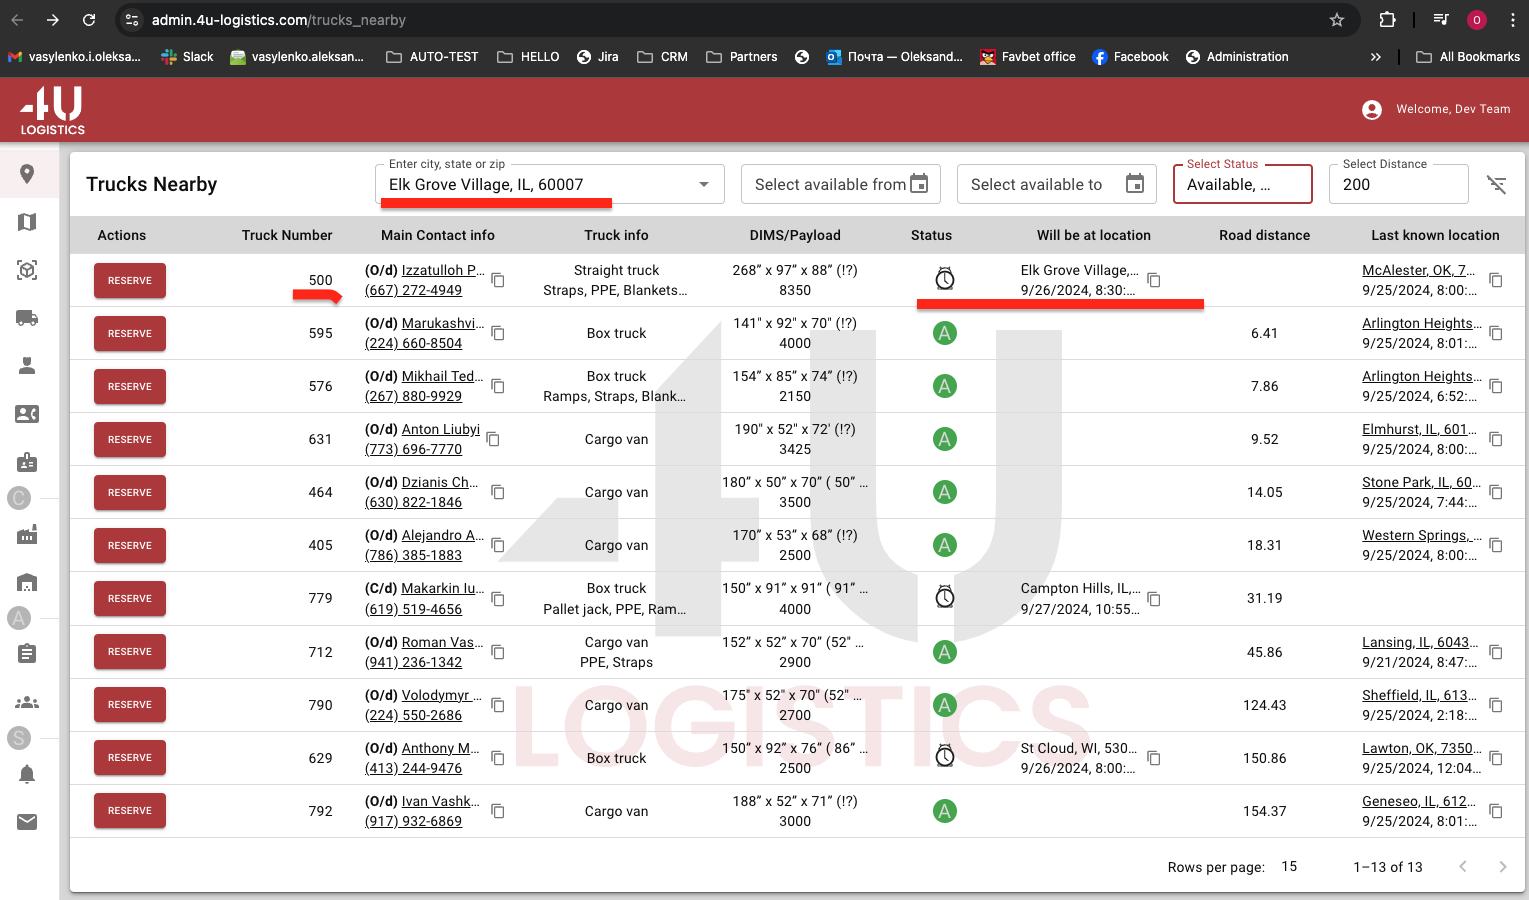 admin.4u-logistics.com/trucks_nearby
O
vasylenko.i.oleksa... Slack vasylenko.aleksan... AUTO-TEST HELLO Jira CRM Partners Почта — Oleksand... Favbet office Facebook Administration » All Bookmarks
4U
LOGISTICS
Welcome, Dev Team
Trucks Nearby
Enter city, state or zip
Elk Grove Village, IL, 60007
Select available from
Select available to
Select Status
Available, ...
Select Distance
200
Actions Truck Number Main Contact info Truck info DIMS/Payload Status Will be at location Road distance Last known location
RESERVE 500 (O/d) Izzatulloh P... Straight truck 268” x 97” x 88” (!?) Elk Grove Village,... McAlester, OK, 7...
(667) 272-4949 Straps, PPE, Blankets... 8350 9/26/2024, 8:30:... 9/25/2024, 8:00:...
RESERVE 595 (O/d) Marukashvi... Box truck 141" x 92" x 70" (!?) A 6.41 Arlington Heights...
(224) 660-8504 4000 9/25/2024, 8:01:...
RESERVE 576 (O/d) Mikhail Ted... Box truck 154” x 85” x 74” (!?) A 7.86 Arlington Heights...
(267) 880-9929 Ramps, Straps, Blank... 2150 9/25/2024, 6:52:...
RESERVE 631 (O/d) Anton Liubyi Cargo van 190" x 52" x 72' (!?) A 9.52 Elmhurst, IL, 601...
(773) 696-7770 3425 9/25/2024, 8:00:...
RESERVE 464 (O/d) Dzianis Ch... Cargo van 180” x 50” x 70” ( 50” ... A 14.05 Stone Park, IL, 60...
(630) 822-1846 3500 9/25/2024, 7:44:...
RESERVE 405 (O/d) Alejandro A... Cargo van 170” x 53” x 68” (!?) A 18.31 Western Springs, ...
(786) 385-1883 2500 9/25/2024, 8:00:...
RESERVE 779 (C/d) Makarkin Iu... Box truck 150” x 91” x 91” ( 91” ... Campton Hills, IL,... 31.19
(619) 519-4656 Pallet jack, PPE, Ram... 4000 9/27/2024, 10:55...
RESERVE 712 (O/d) Roman Vas... Cargo van 152” x 52” x 70” (52" ... A 45.86 Lansing, IL, 6043...
(941) 236-1342 PPE, Straps 2900 9/21/2024, 8:47:...
RESERVE 790 (O/d) Volodymyr ... Cargo van 175" x 52" x 70" (52" ... A 124.43 Sheffield, IL, 613...
(224) 550-2686 2700 9/25/2024, 2:18:...
RESERVE 629 (O/d) Anthony M... Box truck 150” x 92” x 76” ( 86” ... St Cloud, WI, 530... 150.86 Lawton, OK, 7350...
(413) 244-9476 2500 9/26/2024, 8:00:... 9/25/2024, 12:04...
RESERVE 792 (O/d) Ivan Vashk... Cargo van 188” x 52” x 71” (!?) A 154.37 Geneseo, IL, 612...
(917) 932-6869 3000 9/25/2024, 8:01:...
4U
LOGISTICS
C
A
S
Rows per page: 15 1–13 of 13